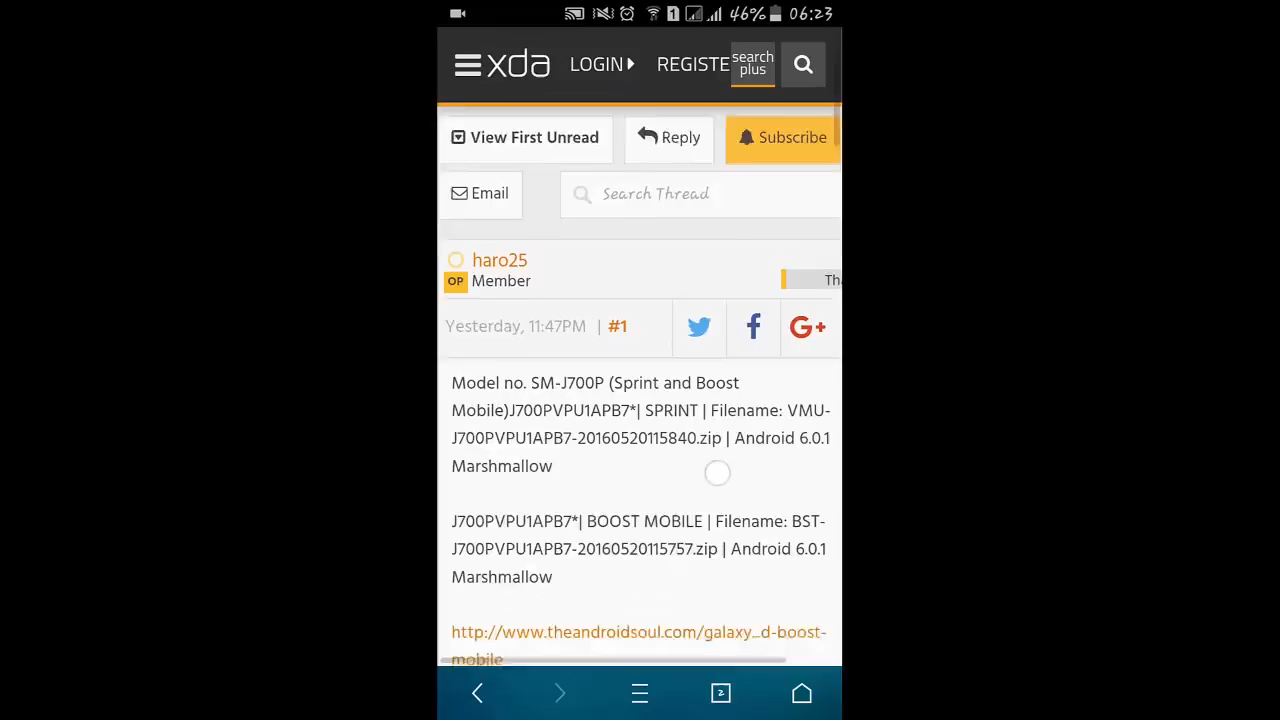 1 46% 06:23
xda LOGIN REGISTE search plus
View First Unread Reply Subscribe
Email Search Thread
haro25
OP Member Tha
Yesterday, 11:47PM | #1 G+
Model no. SM-J700P (Sprint and Boost
Mobile)J700PVPU1APB7*| SPRINT | Filename: VMU-
J700PVPU1APB7-20160520115840.zip | Android 6.0.1
Marshmallow
J700PVPU1APB7*| BOOST MOBILE | Filename: BST-
J700PVPU1APB7-20160520115757.zip | Android 6.0.1
Marshmallow
http://www.theandroidsoul.com/galaxy...d-boost-
mobile
2